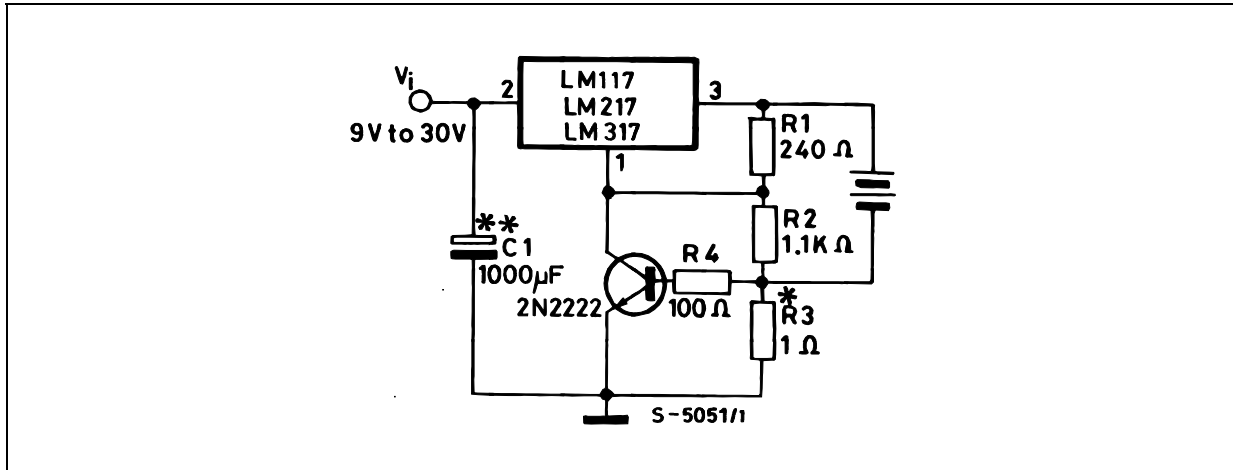 Vi
9V to 30V
2
LM117
LM217
LM317
3
1
R1
240 Ω
R2
1.1K Ω
**
C1
1000µF
2N2222
R4
100 Ω
*
R3
1 Ω
S-5051/1